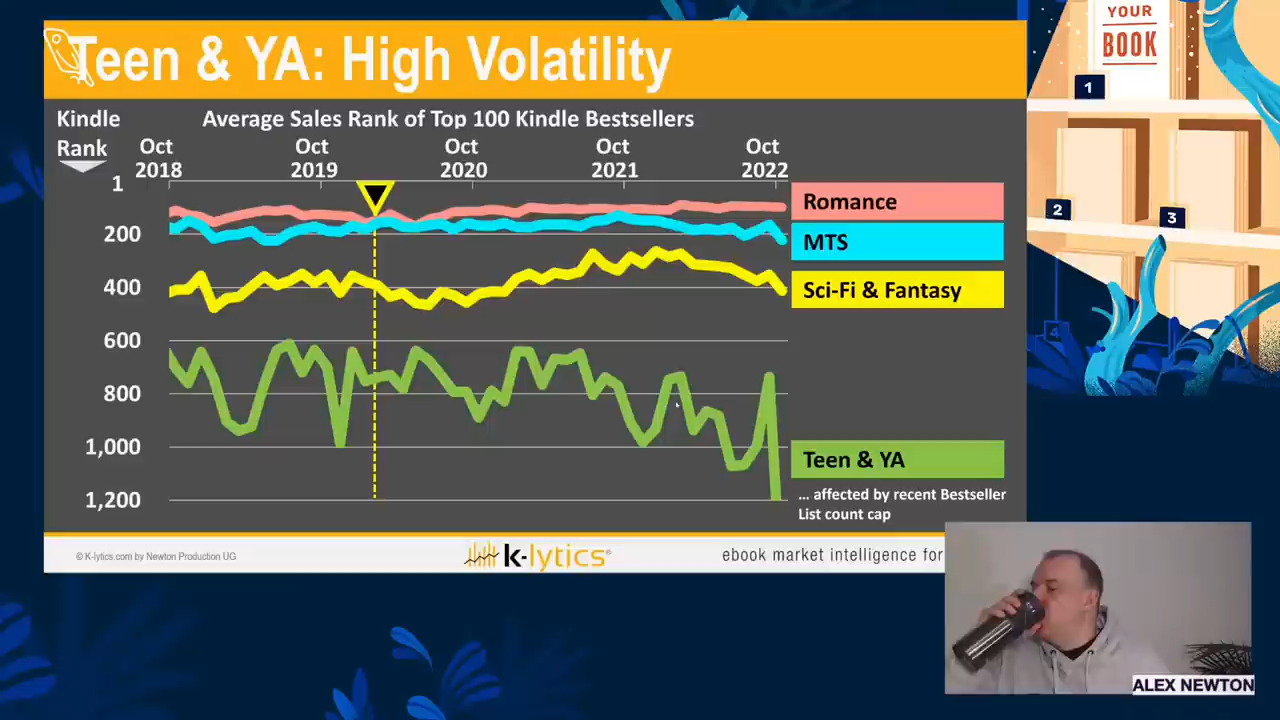 YOUR
BOOK
1
2
3
4
Teen & YA: High Volatility
Kindle
Rank
Average Sales Rank of Top 100 Kindle Bestsellers
Oct 2018
Oct 2019
Oct 2020
Oct 2021
Oct 2022
1
200
400
600
800
1,000
1,200
Romance
MTS
Sci-Fi & Fantasy
Teen & YA
... affected by recent Bestseller
List count cap
© K-lytics.com by Newton Production UG
k-lytics®
ebook market intelligence for
ALEX NEWTON